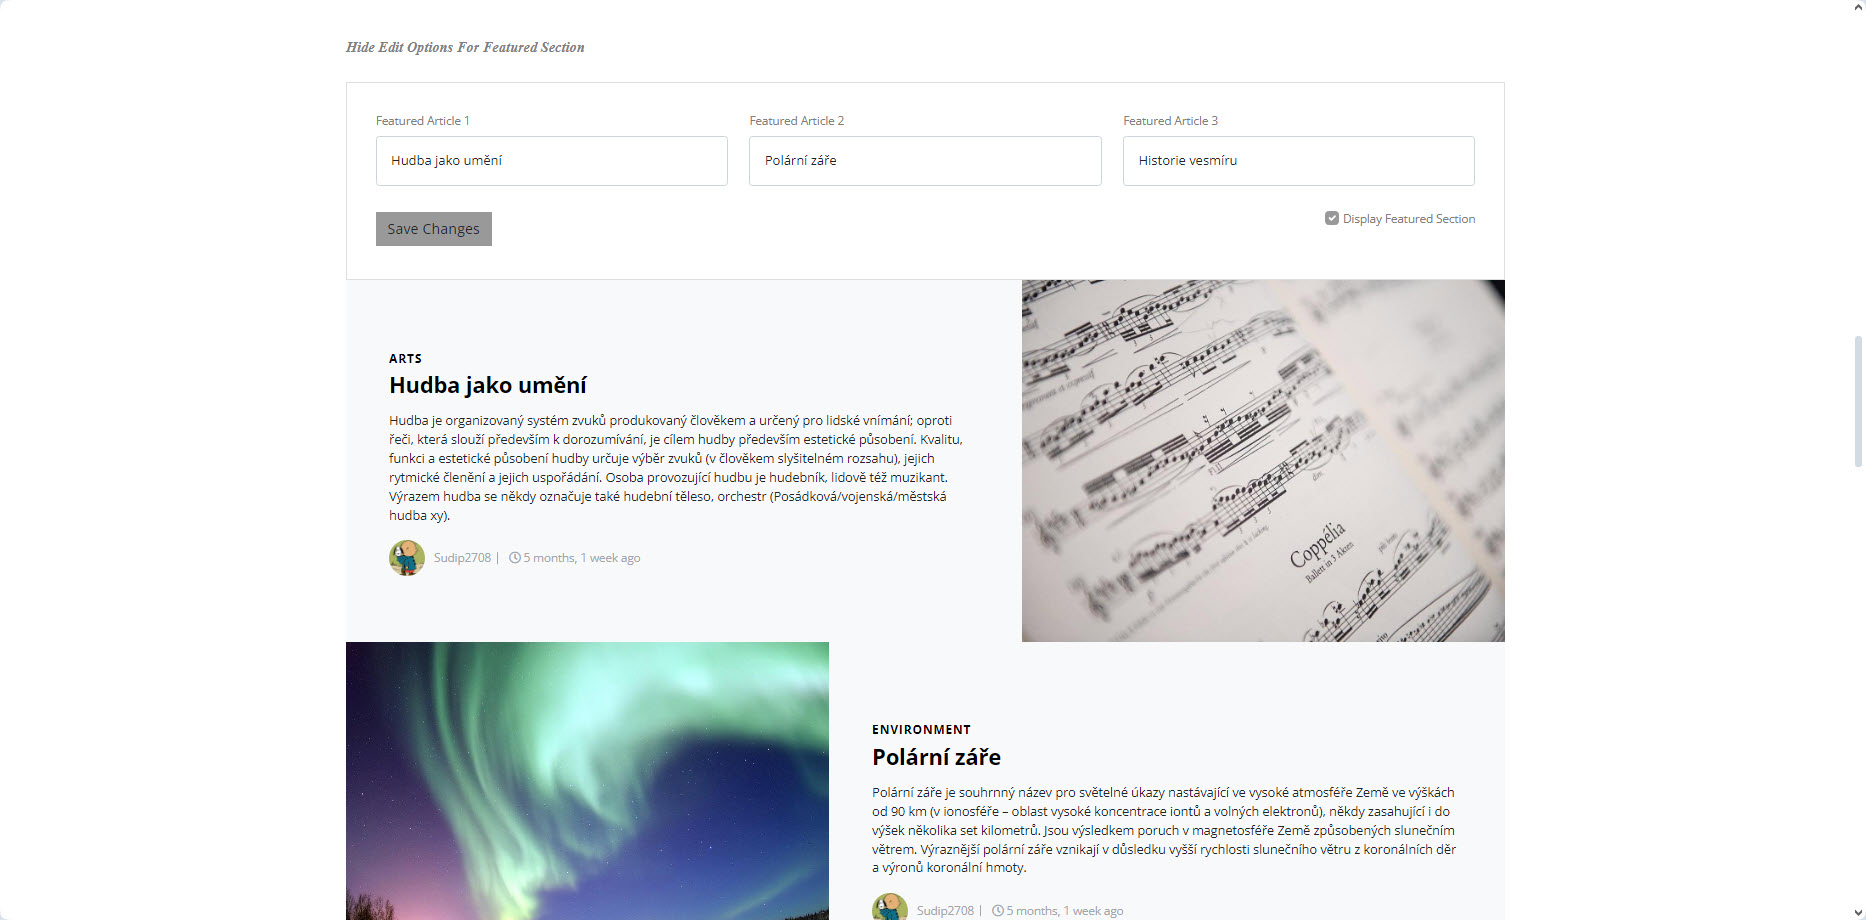 Hide Edit Options For Featured Section
Featured Article 1
Featured Article 2
Featured Article 3
Hudba jako umění
Polární záře
Historie vesmíru
Save Changes
Display Featured Section
ARTS
Hudba jako umění
Hudba je organizovaný systém zvuků produkovaný člověkem a určený pro lidské vnímání; oproti
řeči, která slouží především k dorozumívání, je cílem hudby především estetické působení. Kvalitu,
funkci a estetické působení hudby určuje výběr zvuků (v člověkem slyšitelném rozsahu), jejich
rytmické členění a jejich uspořádání. Osoba provozující hudbu je hudebník, lidově též muzikant.
Výrazem hudba se někdy označuje také hudební těleso, orchestr (Posádková/vojenská/městská
hudba xy).
Sudip2708 | 5 months, 1 week ago
Coppélia
Ballett in 3 Akten
ENVIRONMENT
Polární záře
Polární záře je souhrnný název pro světelné úkazy nastávající ve vysoké atmosféře Země ve výškách
od 90 km (v ionosféře – oblast vysoké koncentrace iontů a volných elektronů), někdy zasahující i do
výšek několika set kilometrů. Jsou výsledkem poruch v magnetosféře Země způsobených slunečním
větrem. Výraznější polární záře vznikají v důsledku vyšší rychlosti slunečního větru z koronálních děr
a výronů koronální hmoty.
Sudip2708 | 5 months, 1 week ago